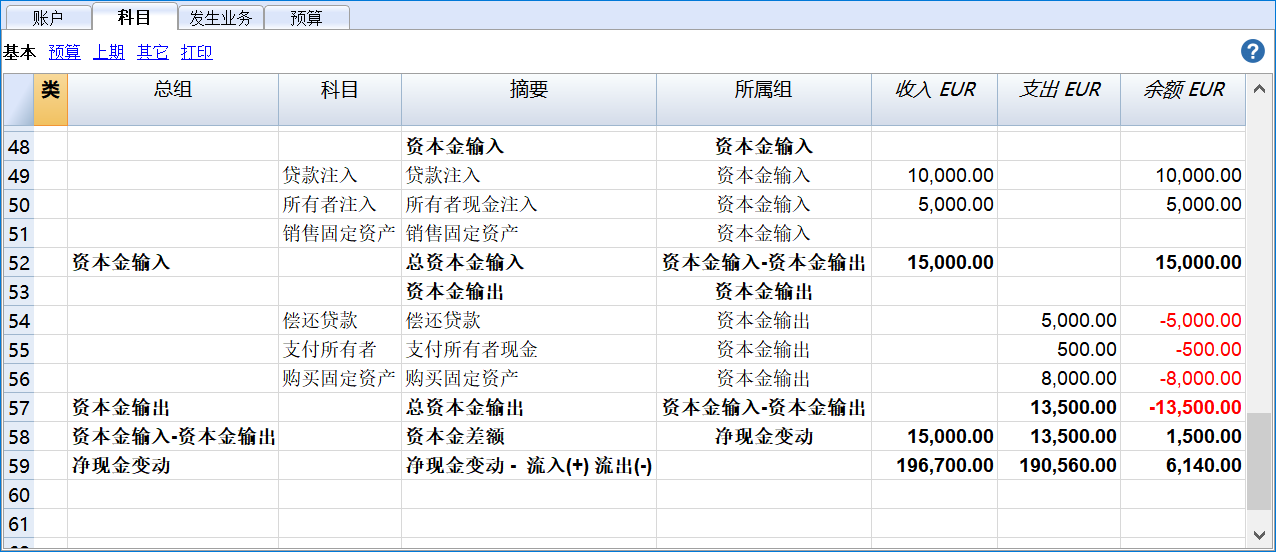 账户 科目 发生业务 预算
基本 预算 上期 其它 打印 ?
类 总组 科目 摘要 所属组 收入 EUR 支出 EUR 余额 EUR
48 资本金输入 资本金输入
49 贷款注入 贷款注入 资本金输入 10,000.00 10,000.00
50 所有者注入 所有者现金注入 资本金输入 5,000.00 5,000.00
51 销售固定资产 销售固定资产 资本金输入
52 资本金输入 总资本金输入 资本金输入-资本金输出 15,000.00 15,000.00
53 资本金输出 资本金输出
54 偿还贷款 偿还贷款 资本金输出 5,000.00 -5,000.00
55 支付所有者 支付所有者现金 资本金输出 500.00 -500.00
56 购买固定资产 购买固定资产 资本金输出 8,000.00 -8,000.00
57 资本金输出 总资本金输出 资本金输入-资本金输出 13,500.00 -13,500.00
58 资本金输入-资本金输出 资本金差额 净现金变动 15,000.00 13,500.00 1,500.00
59 净现金变动 净现金变动 - 流入(+) 流出(-) 196,700.00 190,560.00 6,140.00
60
61